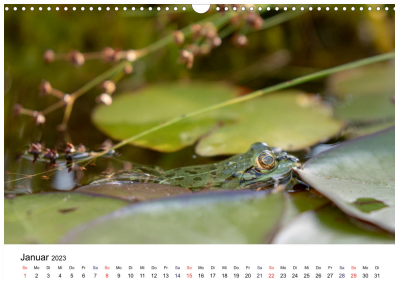 Januar 2023
So Mo Di Mi Do Fr Sa So Mo Di Mi Do Fr Sa So Mo Di Mi Do Fr Sa So Mo Di Mi Do Fr Sa So Mo Di
1 2 3 4 5 6 7 8 9 10 11 12 13 14 15 16 17 18 19 20 21 22 23 24 25 26 27 28 29 30 31